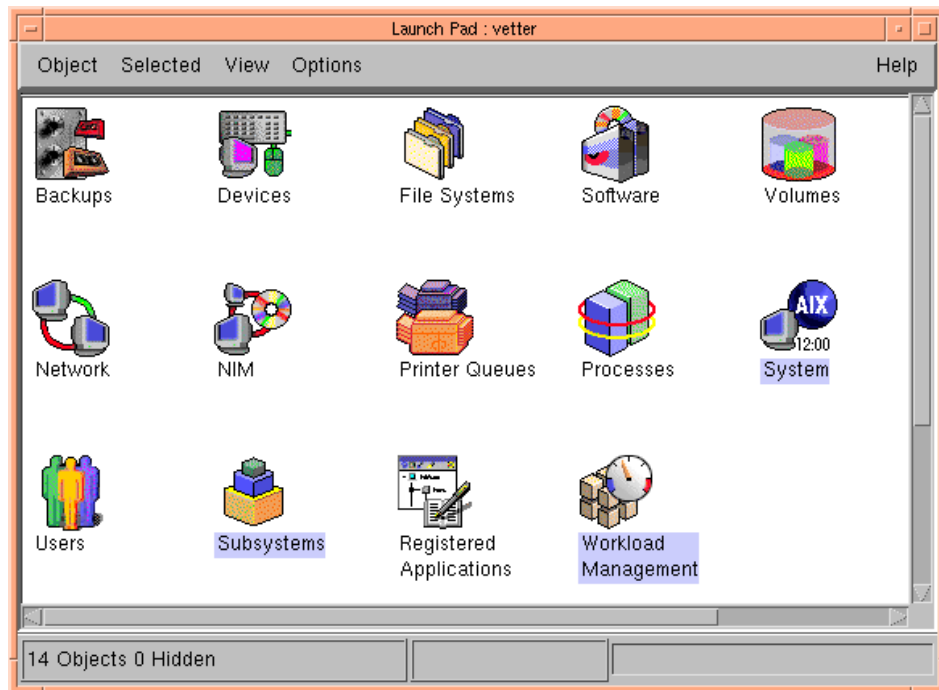 Launch Pad : vetter
Object Selected View Options Help
Backups Devices File Systems Software Volumes
AIX
12:00
Network NIM Printer Queues Processes System
Users Subsystems Registered Applications Workload Management
14 Objects 0 Hidden